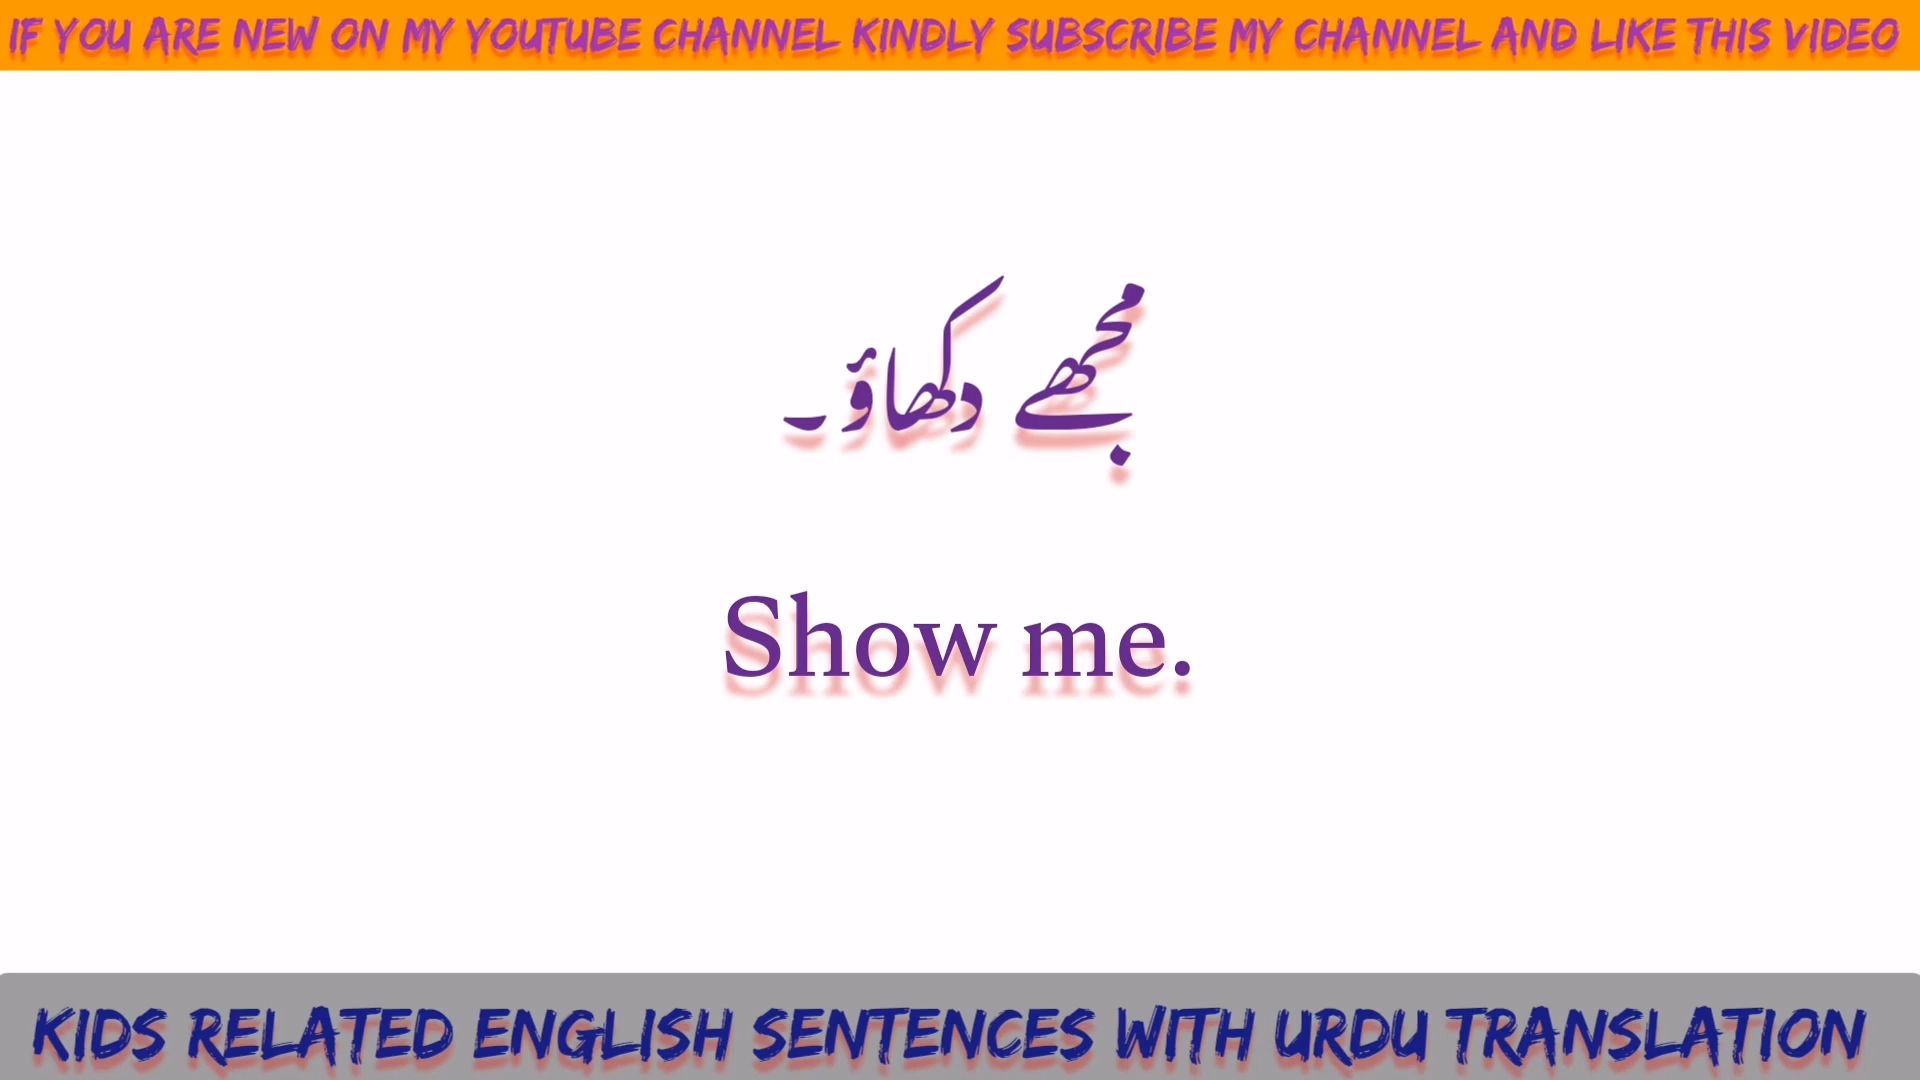 IF YOU ARE NEW ON MY YOUTUBE CHANNEL KINDLY SUBSCRIBE MY CHANNEL AND LIKE THIS VIDEO
مجھے دکھاؤ۔
Show me.
KIDS RELATED ENGLISH SENTENCES WITH URDU TRANSLATION